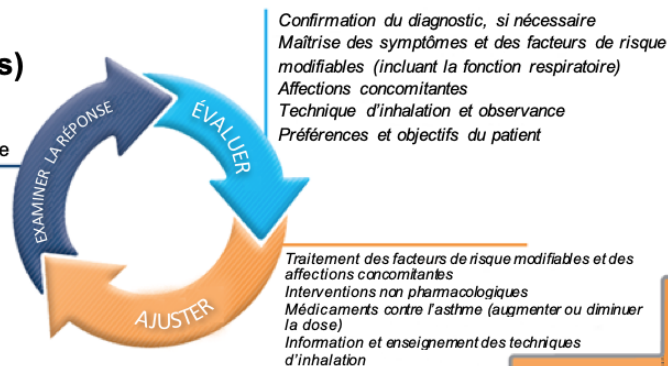 s)
e
EXAMINER LA RÉPONSE
ÉVALUER
AJUSTER
Confirmation du diagnostic, si nécessaire
Maîtrise des symptômes et des facteurs de risque
modifiables (incluant la fonction respiratoire)
Affections concomitantes
Technique d'inhalation et observance
Préférences et objectifs du patient
Traitement des facteurs de risque modifiables et des
affections concomitantes
Interventions non pharmacologiques
Médicaments contre l'asthme (augmenter ou diminuer
la dose)
Information et enseignement des techniques
d'inhalation